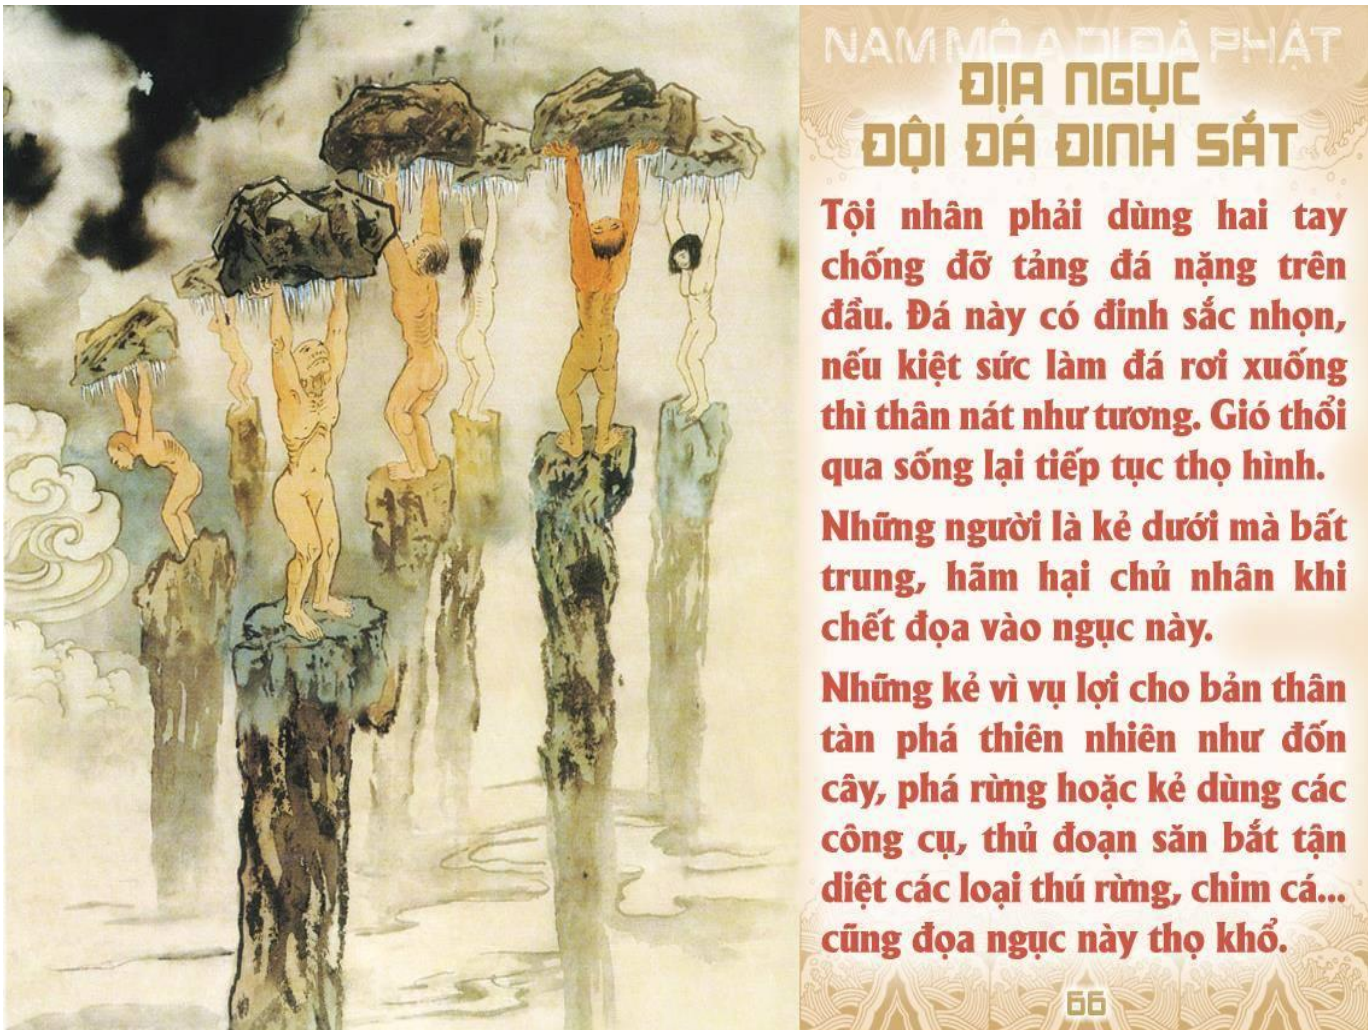 NAM MÔ A DI ĐÀ PHẬT
ĐỊA NGỤC
ĐỘI ĐÁ ĐINH SẮT
Tội nhân phải dùng hai tay
chống đỡ tảng đá nặng trên
đầu. Đá này có đinh sắc nhọn,
nếu kiệt sức làm đá rơi xuống
thì thân nát như tương. Gió thổi
qua sống lại tiếp tục thọ hình.
Những người là kẻ dưới mà bất
trung, hãm hại chủ nhân khi
chết đọa vào ngục này.
Những kẻ vì vụ lợi cho bản thân
tàn phá thiên nhiên như đốn
cây, phá rừng hoặc kẻ dùng các
công cụ, thủ đoạn săn bắt tận
diệt các loại thú rừng, chim cá...
cũng đọa ngục này thọ khổ.
66